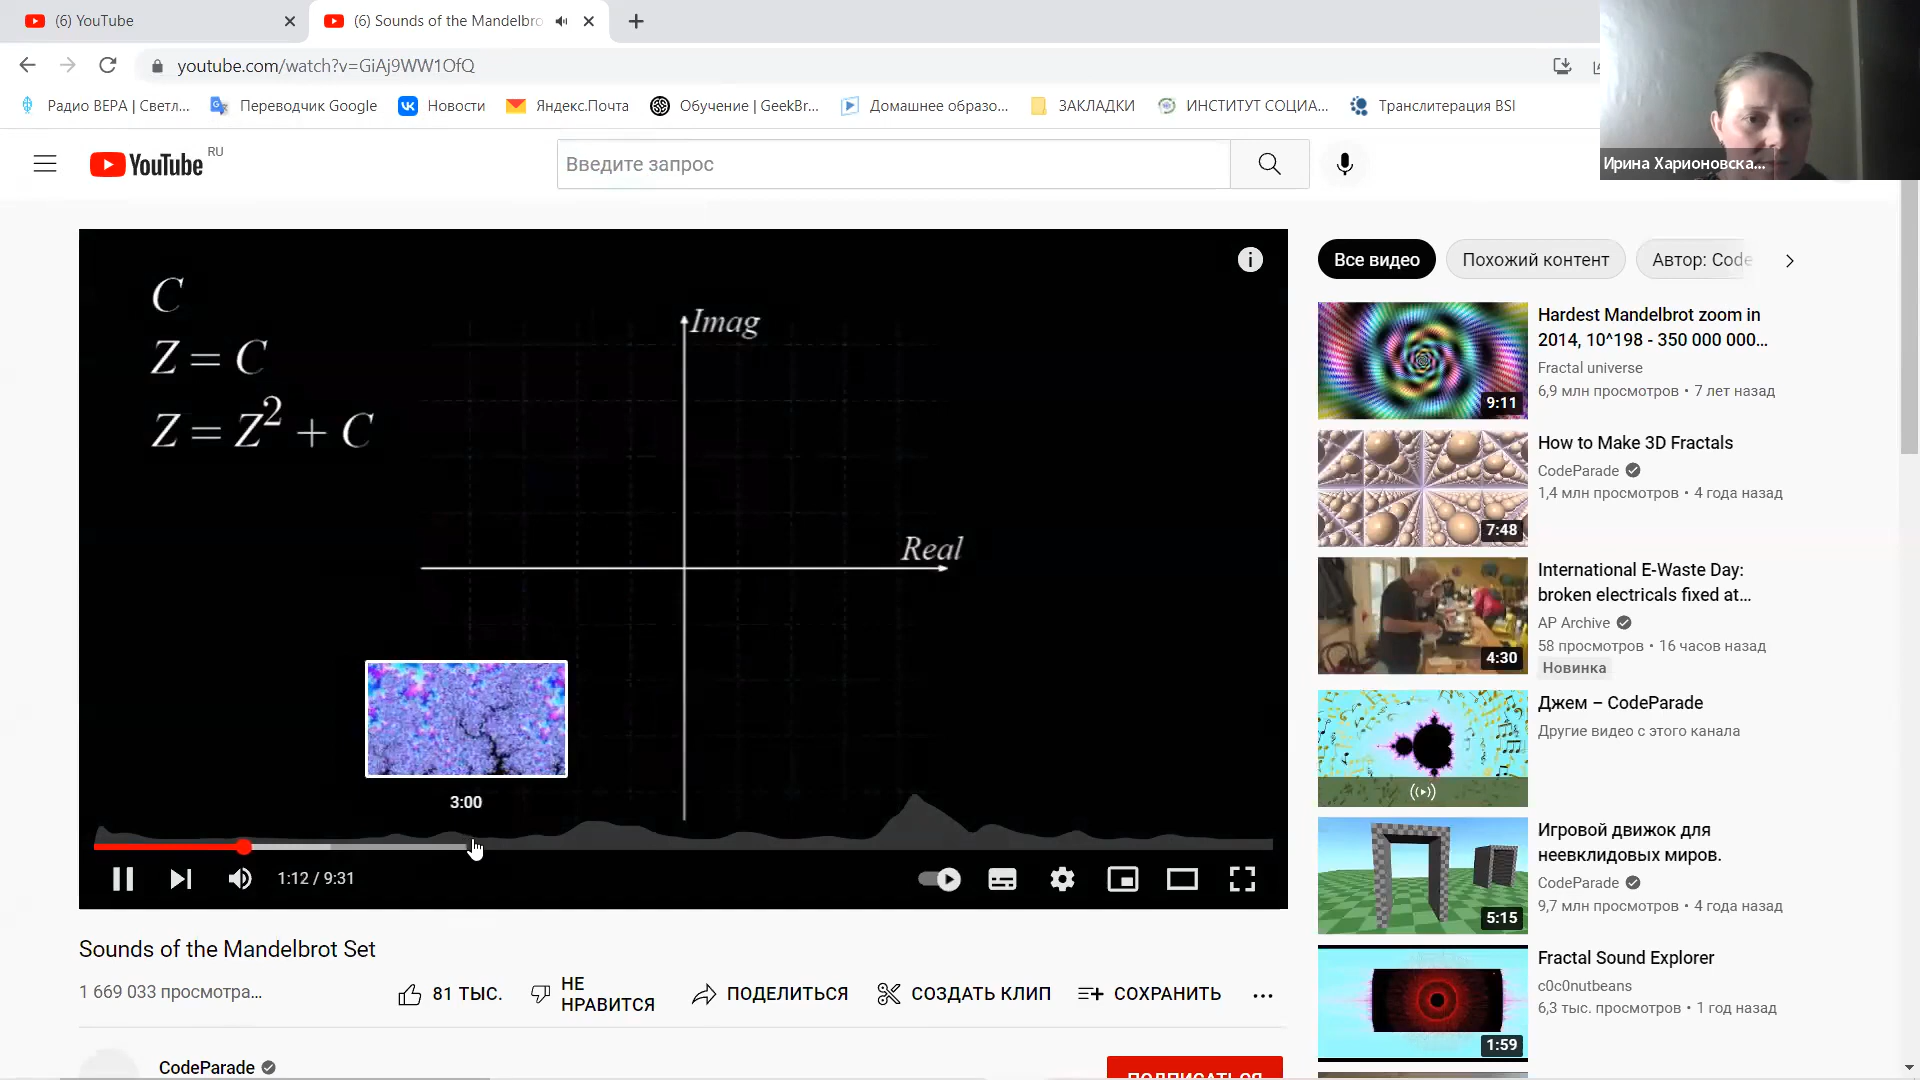 (6) YouTube
(6) Sounds of the Mandelbro
youtube.com/watch?v=GiAj9WW1OfQ
Радио ВЕРА | Светл...
Переводчик Google
Новости
Яндекс.Почта
Обучение | GeekBr...
Домашнее образо...
ЗАКЛАДКИ
ИНСТИТУТ СОЦИА...
Транслитерация BSI
Ирина Харионовска...
YouTube RU
Введите запрос
C
Z = C
Z = Z² + C
Imag
Real
3:00
1:12 / 9:31
Все видео
Похожий контент
Автор: Code
Hardest Mandelbrot zoom in
2014, 10^198 - 350 000 000...
Fractal universe
6,9 млн просмотров • 7 лет назад
9:11
How to Make 3D Fractals
CodeParade
1,4 млн просмотров • 4 года назад
7:48
International E-Waste Day:
broken electricals fixed at...
AP Archive
58 просмотров • 16 часов назад
4:30
Новинка
Джем – CodeParade
Другие видео с этого канала
Игровой движок для
неевклидовых миров.
CodeParade
9,7 млн просмотров • 4 года назад
5:15
Fractal Sound Explorer
c0c0nutbeans
6,3 тыс. просмотров • 1 год назад
1:59
Sounds of the Mandelbrot Set
1 669 033 просмотра...
81 ТЫС.
НЕ
НРАВИТСЯ
ПОДЕЛИТЬСЯ
СОЗДАТЬ КЛИП
СОХРАНИТЬ
CodeParade
ПОДПИСАТЬСЯ